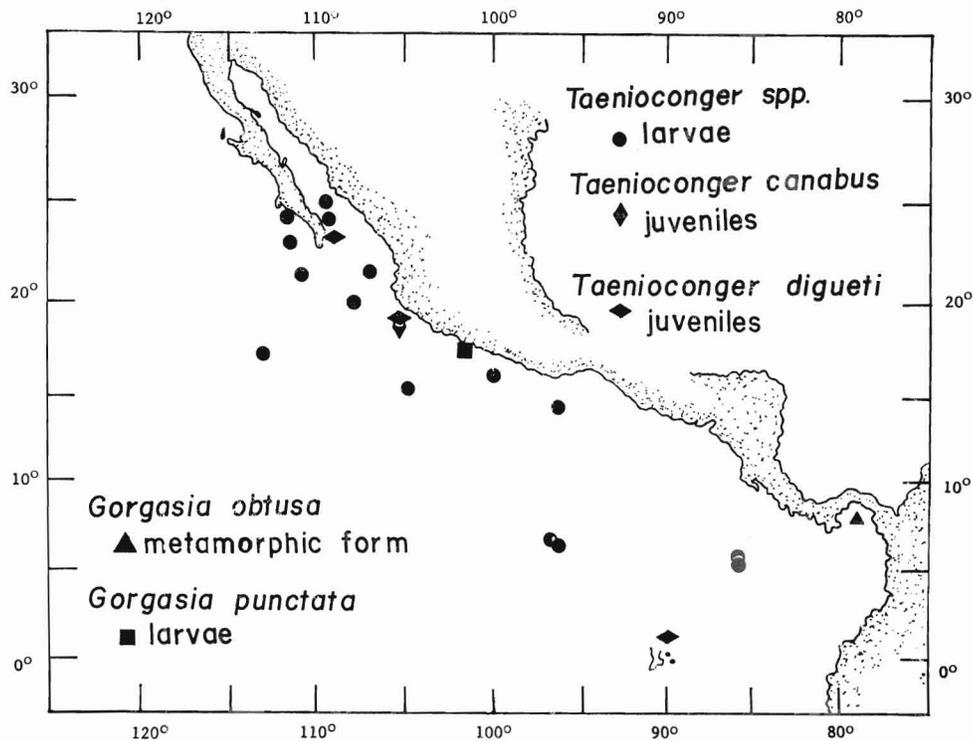 120° 110° 100° 90° 80°
30° 30°
Taenioconger spp.
larvae
Taenioconger canabus
juveniles
20° 20°
Taenioconger digueti
juveniles
10° 10°
Gorgasia obtusa
metamorphic form
Gorgasia punctata
larvae
0° 0°
120° 110° 100° 90° 80°